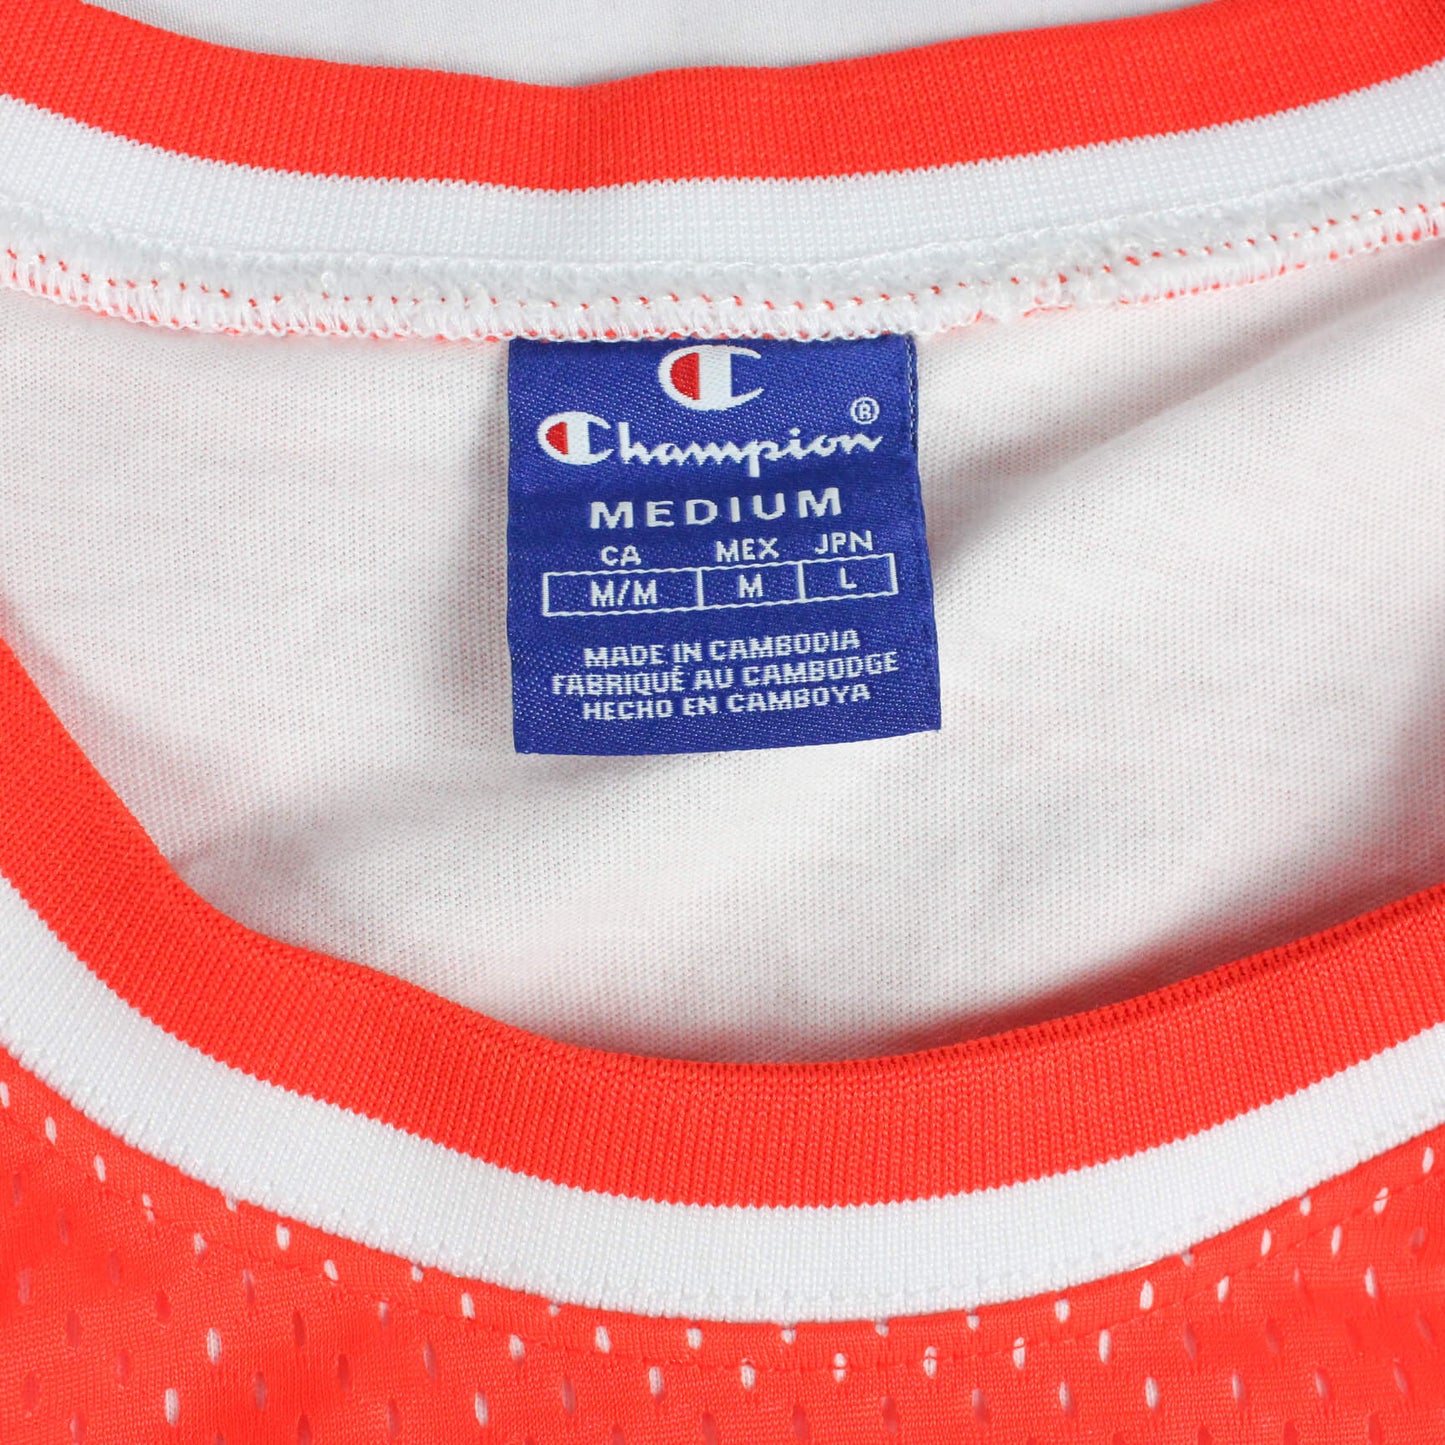 Champion®
MEDIUM
CA MEX JPN
M/M M L
MADE IN CAMBODIA
FABRIQUÉ AU CAMBODGE
HECHO EN CAMBOYA